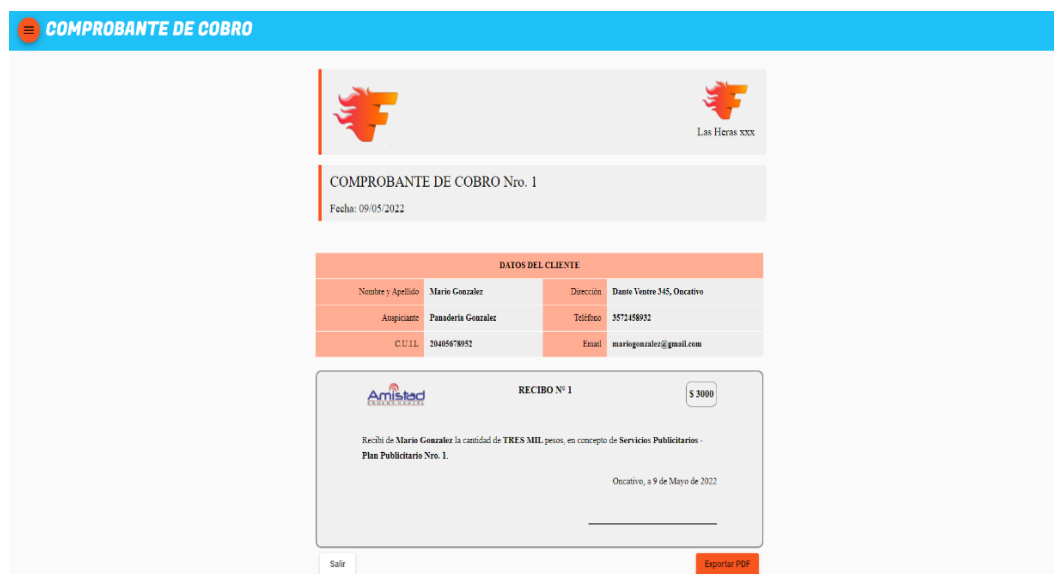 COMPROBANTE DE COBRO
Las Heras xxx
COMPROBANTE DE COBRO Nro. 1
Fecha: 09/05/2022
DATOS DEL CLIENTE
Nombre y Apellido Mario Gonzalez Dirección Dante Ventre 345, Oncativo
Auspiciante Panaderia Gonzalez Teléfono 3572458932
C.U.I.L 20405678952 Email mariogonzalez@gmail.com
Amistad RECIBO Nº 1 $ 3000
Recibi de Mario Gonzalez la cantidad de TRES MIL pesos, en concepto de Servicios Publicitarios -
Plan Publicitario Nro. 1.
Oncativo, a 9 de Mayo de 2022
Salir Exportar PDF